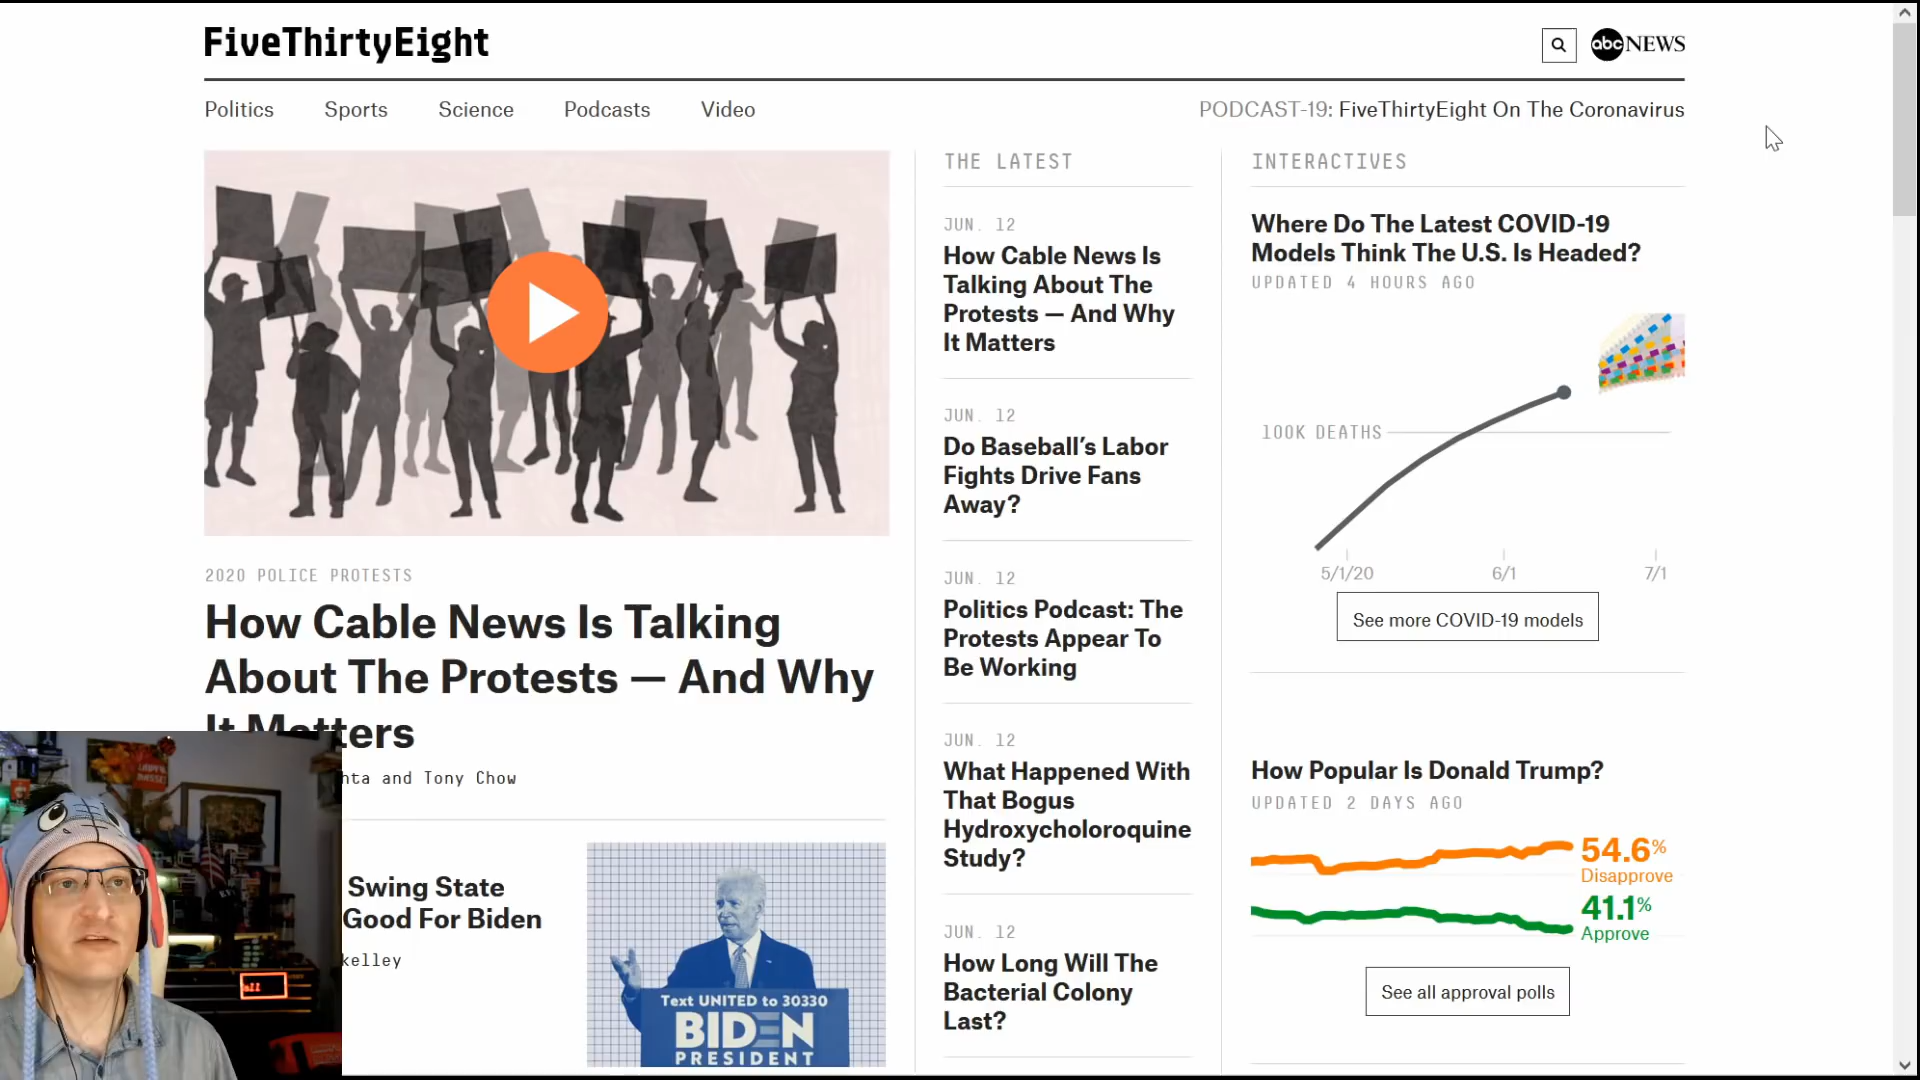 FiveThirtyEight
abc NEWS
Politics Sports Science Podcasts Video
PODCAST-19: FiveThirtyEight On The Coronavirus
2020 POLICE PROTESTS
How Cable News Is Talking
About The Protests — And Why
It Matters
hta and Tony Chow
Swing State
Good For Biden
kelley
Text UNITED to 30330
BIDEN
PRESIDENT
THE LATEST
JUN. 12
How Cable News Is
Talking About The
Protests — And Why
It Matters
JUN. 12
Do Baseball’s Labor
Fights Drive Fans
Away?
JUN. 12
Politics Podcast: The
Protests Appear To
Be Working
JUN. 12
What Happened With
That Bogus
Hydroxycholoroquine
Study?
JUN. 12
How Long Will The
Bacterial Colony
Last?
INTERACTIVES
Where Do The Latest COVID-19
Models Think The U.S. Is Headed?
UPDATED 4 HOURS AGO
100K DEATHS
5/1/20 6/1 7/1
See more COVID-19 models
How Popular Is Donald Trump?
UPDATED 2 DAYS AGO
54.6%
Disapprove
41.1%
Approve
See all approval polls